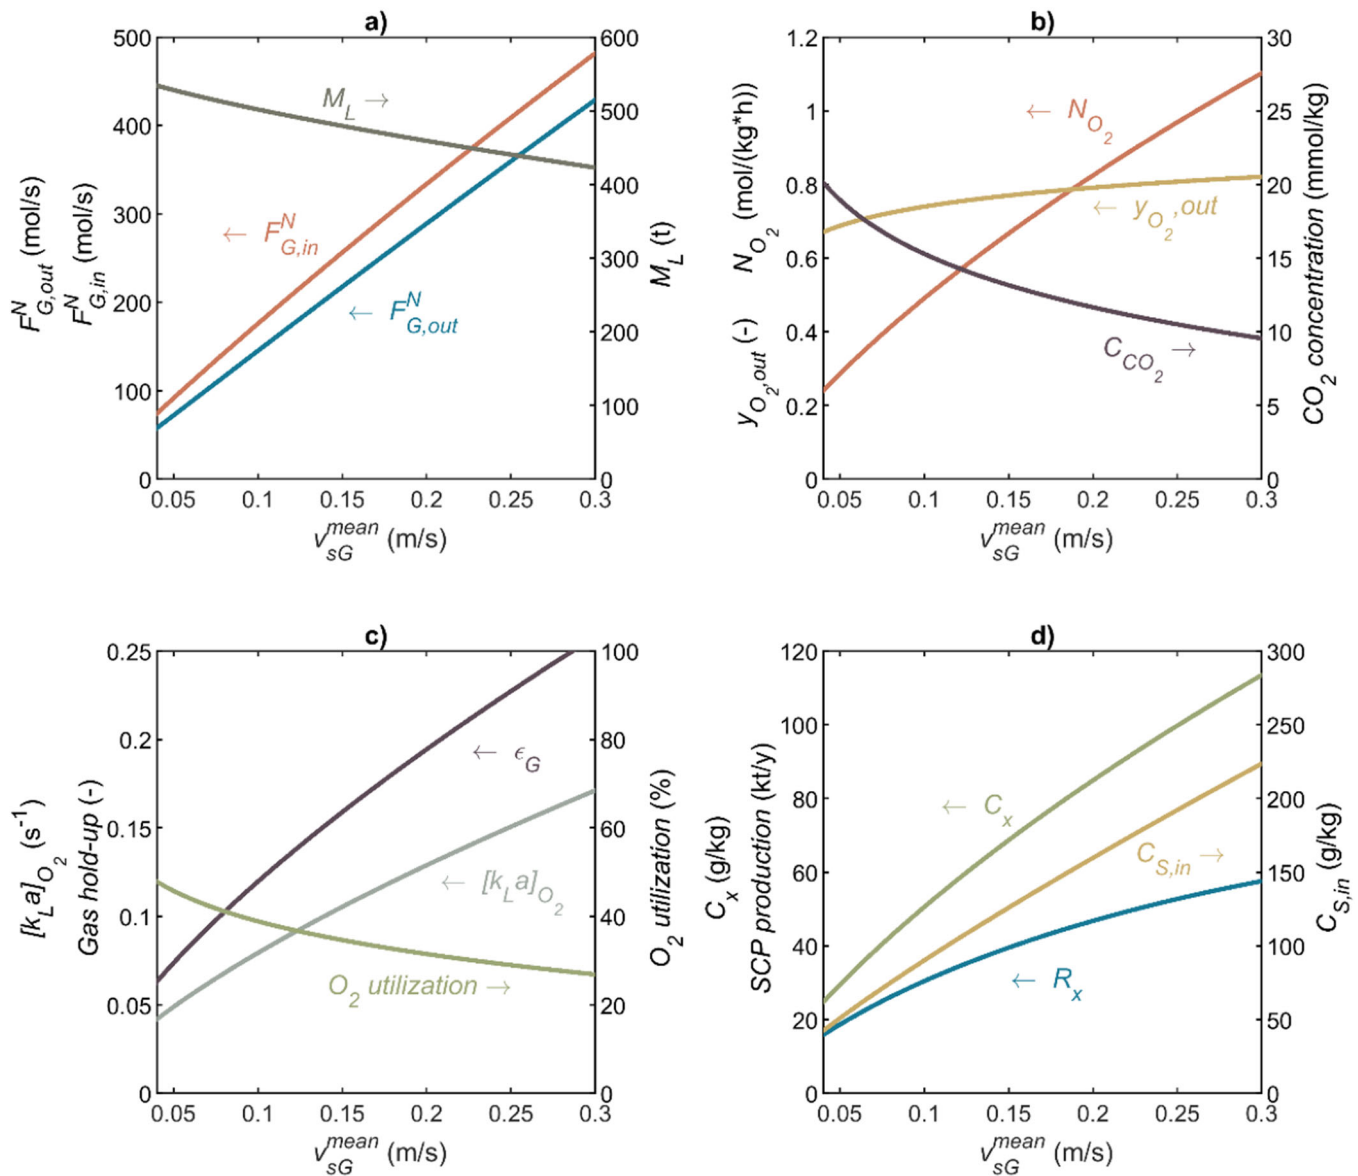 a)
500
400
300
200
100
0
600
500
400
300
200
100
0
0.05 0.1 0.15 0.2 0.25 0.3
F^N_G,out (mol/s)
F^N_G,in (mol/s)
M_L (t)
M_L →
← F^N_G,in
← F^N_G,out
v^mean_sG (m/s)
b)
1.2
1
0.8
0.6
0.4
0.2
0
30
25
20
15
10
5
0
0.05 0.1 0.15 0.2 0.25 0.3
y_O2,out (-) N_O2 (mol/(kg*h))
CO2 concentration (mmol/kg)
← N_O2
← y_O2,out
C_CO2 →
v^mean_sG (m/s)
c)
0.25
0.2
0.15
0.1
0.05
0
100
80
60
40
20
0
0.05 0.1 0.15 0.2 0.25 0.3
[k_L a]_O2 (s^-1)
Gas hold-up (-)
O2 utilization (%)
← ϵ_G
← [k_L a]_O2
O2 utilization →
v^mean_sG (m/s)
d)
120
100
80
60
40
20
0
300
250
200
150
100
50
0
0.05 0.1 0.15 0.2 0.25 0.3
C_x (g/kg)
SCP production (kt/y)
C_S,in (g/kg)
← C_x
C_S,in →
← R_x
v^mean_sG (m/s)